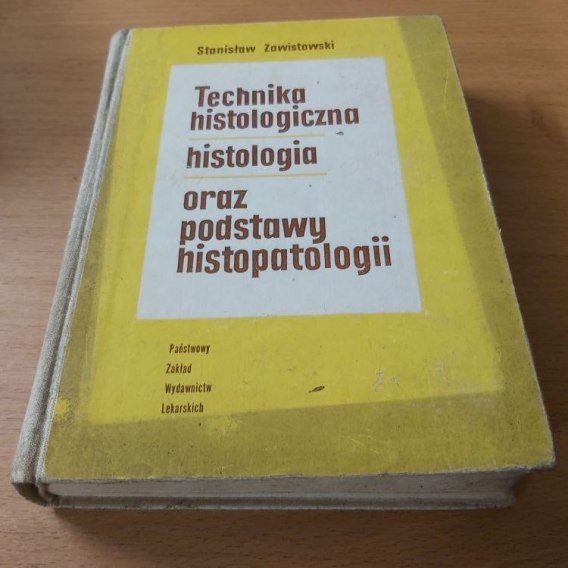 Stanisław Zawistowski
Technika
histologiczna
histologia
oraz
podstawy
histopatologii
Państwowy
Zakład
Wydawnictw
Lekarskich